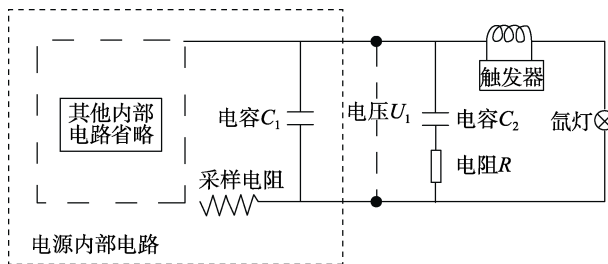 触发器
其他内部
电路省略
电容C₁
电压U₁
电容C₂
氙灯
电阻R
采样电阻
电源内部电路